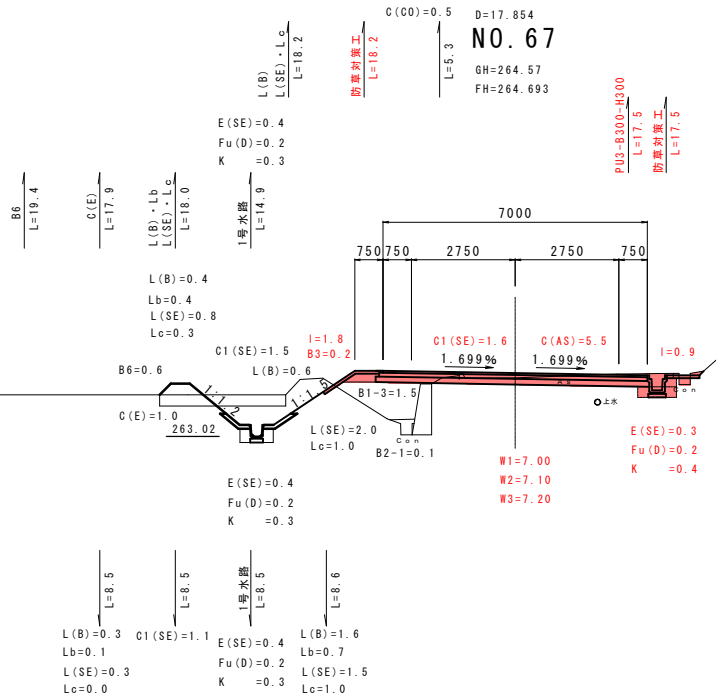 C(CO)=0.5
D=17.854
NO.67
GH=264.57
FH=264.693
L(B)
L(SE)・Lc
L=18.2
防草対策工
L=18.2
L=5.3
PU3-B300-H300
L=17.5
防草対策工
L=17.5
E(SE)=0.4
Fu(D)=0.2
K =0.3
B6
L=19.4
C(E)
L=17.9
L(B)・Lb
L(SE)・Lc
L=18.0
1号水路
L=14.9
7000
750
750
2750
2750
750
L(B)=0.4
Lb=0.4
L(SE)=0.8
Lc=0.3
I=1.8
B3=0.2
C1(SE)=1.6
C(AS)=5.5
I=0.9
C1(SE)=1.5
L(B)=0.6
1.699%
1.699%
B6=0.6
1:1.2
1:1.5
B1-3=1.5
As
Con
上水
C(E)=1.0
263.02
L(SE)=2.0
Lc=1.0
Con
B2-1=0.1
E(SE)=0.3
Fu(D)=0.2
K =0.4
W1=7.00
W2=7.10
W3=7.20
E(SE)=0.4
Fu(D)=0.2
K =0.3
L=8.5
L=8.5
1号水路
L=8.5
L=8.6
L(B)=0.3
Lb=0.1
L(SE)=0.3
Lc=0.0
C1(SE)=1.1
E(SE)=0.4
Fu(D)=0.2
K =0.3
L(B)=1.6
Lb=0.7
L(SE)=1.5
Lc=1.0